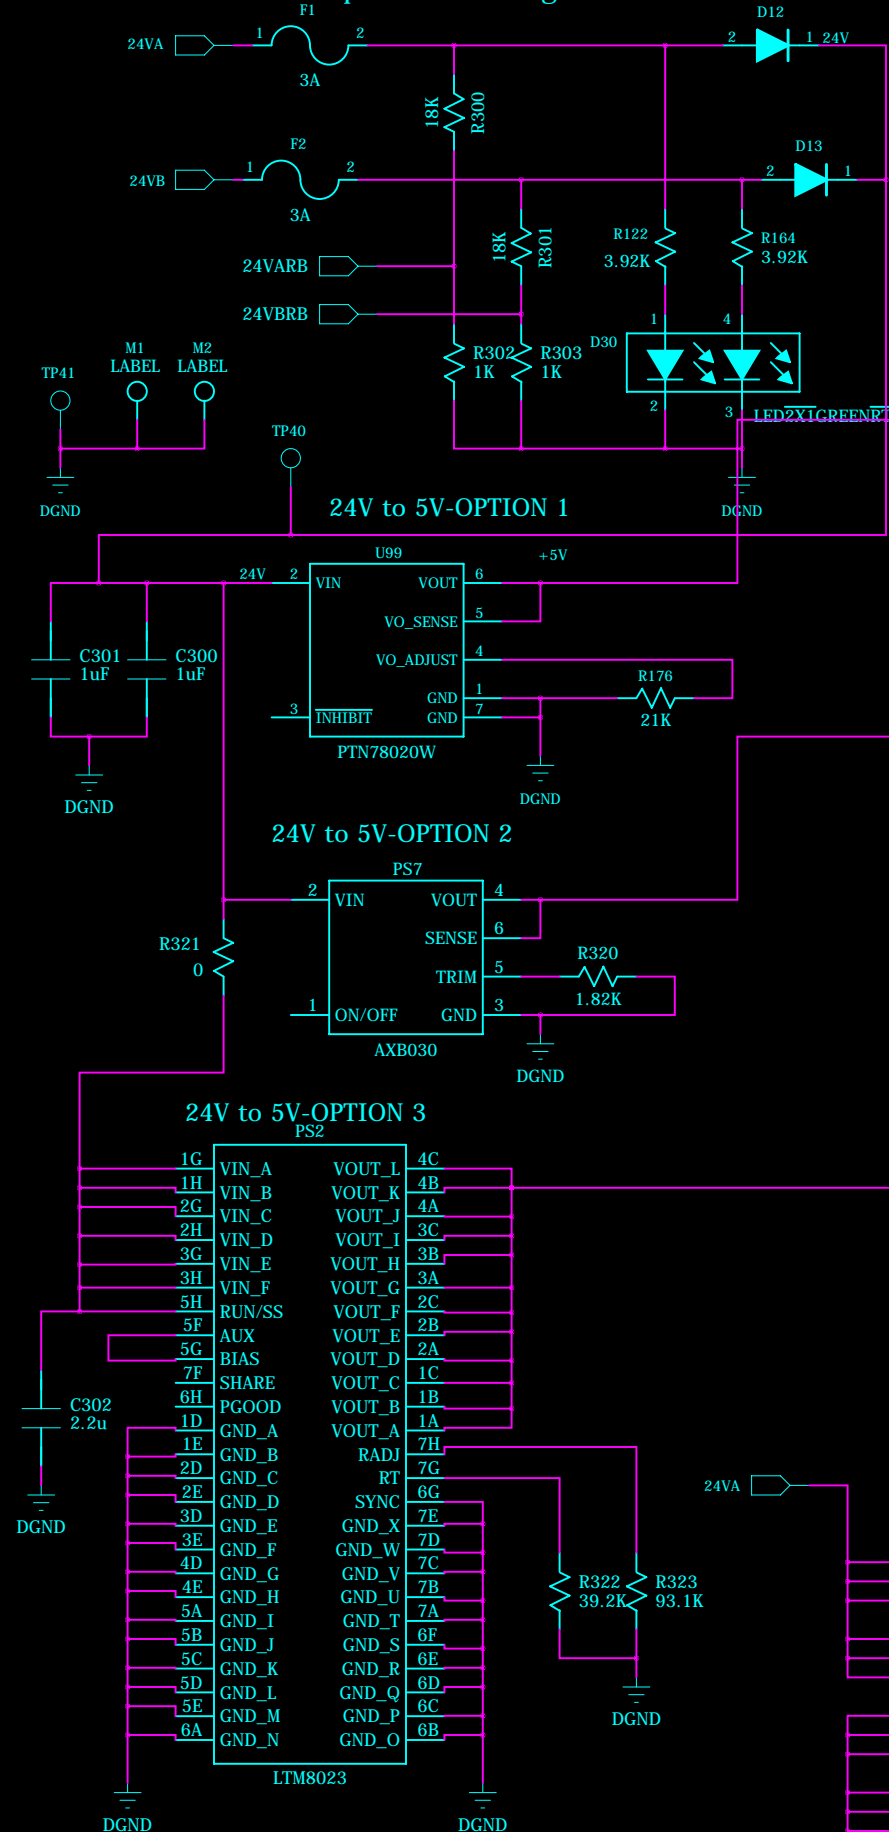 F1
D12
24VA
1
2
2
1
24V
3A
18K
R300
F2
D13
24VB
1
2
2
1
3A
18K
R301
R122
3.92K
R164
3.92K
24VARB
24VBRB
1
4
D30
R302
1K
R303
1K
M1
LABEL
M2
LABEL
TP41
2
3
LED2X1GREENRT
TP40
DGND
DGND
24V to 5V-OPTION 1
U99
+5V
24V
2
VIN
VOUT
6
VO_SENSE
5
VO_ADJUST
4
C301
1uF
C300
1uF
R176
21K
GND
1
3
INHIBIT
GND
7
PTN78020W
DGND
DGND
24V to 5V-OPTION 2
PS7
2
VIN
VOUT
4
SENSE
6
R321
0
R320
1.82K
TRIM
5
1
ON/OFF
GND
3
AXB030
DGND
24V to 5V-OPTION 3
PS2
1G VIN_A VOUT_L 4C
1H VIN_B VOUT_K 4B
2G VIN_C VOUT_J 4A
2H VIN_D VOUT_I 3C
3G VIN_E VOUT_H 3B
3H VIN_F VOUT_G 3A
5H RUN/SS VOUT_F 2C
5F AUX VOUT_E 2B
5G BIAS VOUT_D 2A
7F SHARE VOUT_C 1C
6H PGOOD VOUT_B 1B
1D GND_A VOUT_A 1A
1E GND_B RADJ 7H
2D GND_C RT 7G
2E GND_D SYNC 6G
3D GND_E GND_X 7E
3E GND_F GND_W 7D
4D GND_G GND_V 7C
4E GND_H GND_U 7B
5A GND_I GND_T 7A
5B GND_J GND_S 6F
5C GND_K GND_R 6E
5D GND_L GND_Q 6D
5E GND_M GND_P 6C
6A GND_N GND_O 6B
LTM8023
C302
2.2u
DGND
24VA
R322
39.2K
R323
93.1K
DGND
DGND
DGND